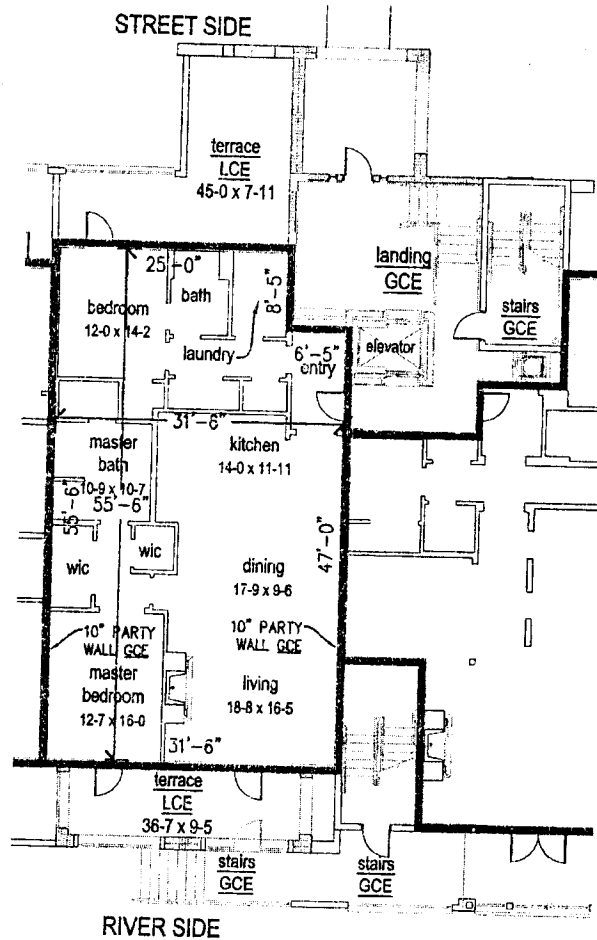 STREET SIDE
terrace
LCE
45-0 x 7-11
25'-0"
bath
8'-5"
bedroom
12-0 x 14-2
landing
GCE
stairs
GCE
laundry
6'-5"
entry
elevator
31'-6"
kitchen
14-0 x 11-11
master
bath
10-9 x 10-7
55'-6"
55'-6"
47'-0"
wic
wic
dining
17-9 x 9-6
10" PARTY
WALL GCE
10" PARTY
WALL GCE
master
bedroom
12-7 x 16-0
living
18-8 x 16-5
31'-6"
terrace
LCE
36-7 x 9-5
stairs
GCE
stairs
GCE
RIVER SIDE